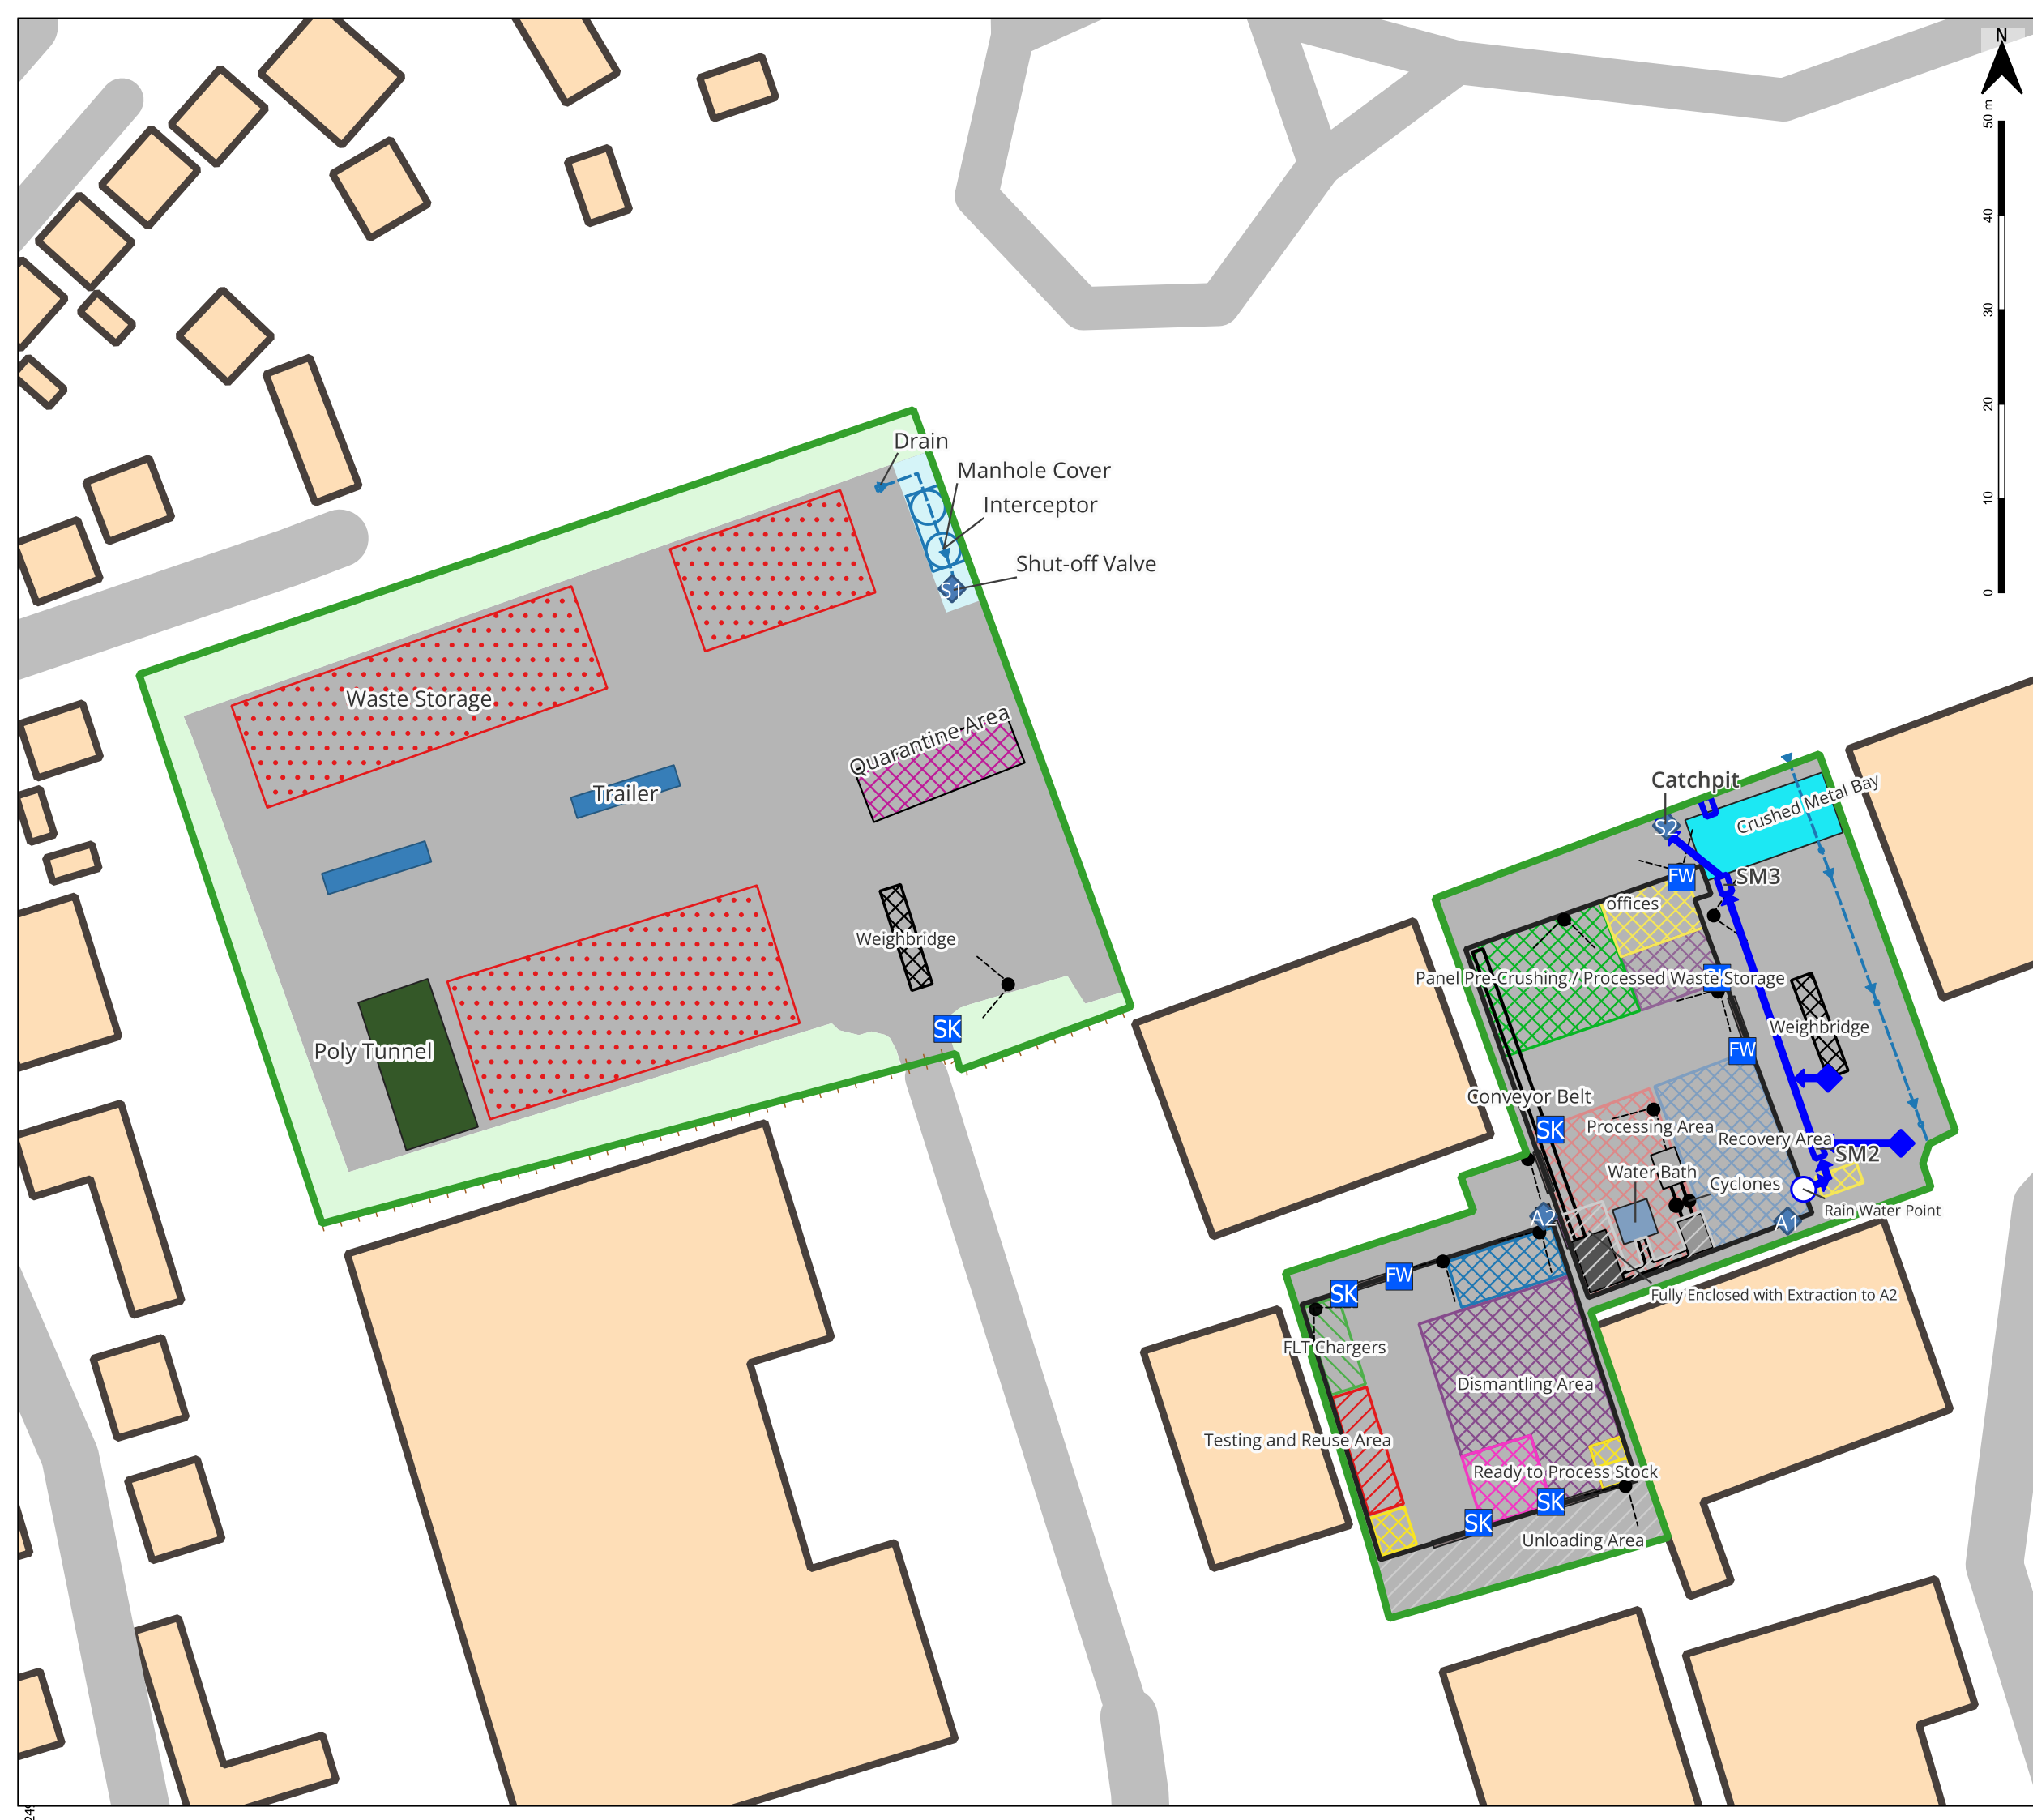 N
50 m
40
30
20
10
0
Drain
Manhole Cover
Interceptor
Shut-off Valve
S1
Waste Storage
Quarantine Area
Trailer
Weighbridge
SK
Poly Tunnel
Catchpit
S2
Crushed Metal Bay
FW
SM3
offices
Panel Pre-Crushing / Processed Waste Storage
Weighbridge
FW
Conveyor Belt
SK
Processing Area
Recovery Area
SM2
Water Bath
Cyclones
Rain Water Point
A2
A1
Fully Enclosed with Extraction to A2
SK
FW
FLT Chargers
Dismantling Area
Testing and Reuse Area
Ready to Process Stock
SK
SK
Unloading Area